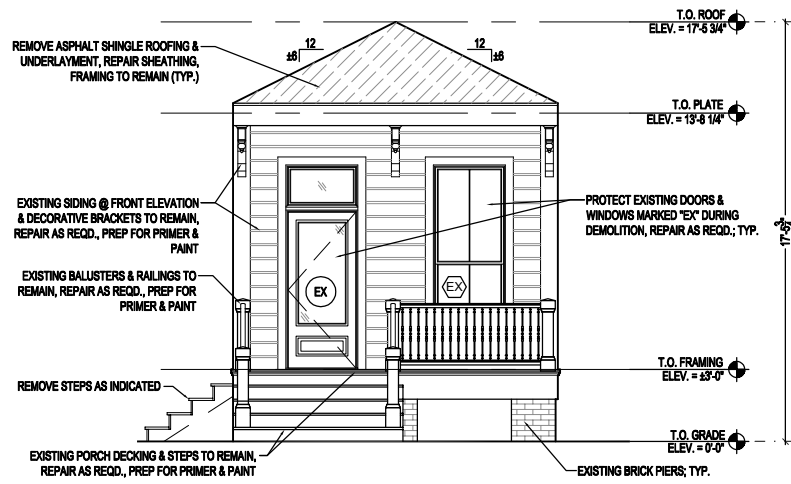 T.O. ROOF
ELEV. = 17'-5 3/4"
12
±6
12
±6
REMOVE ASPHALT SHINGLE ROOFING &
UNDERLAYMENT, REPAIR SHEATHING,
FRAMING TO REMAIN (TYP.)
T.O. PLATE
ELEV. = 13'-8 1/4"
EXISTING SIDING @ FRONT ELEVATION
& DECORATIVE BRACKETS TO REMAIN,
REPAIR AS REQD., PREP FOR PRIMER &
PAINT
PROTECT EXISTING DOORS &
WINDOWS MARKED "EX" DURING
DEMOLITION, REPAIR AS REQD.; TYP.
17'-5 3/4"
EXISTING BALUSTERS & RAILINGS TO
REMAIN, REPAIR AS REQD., PREP FOR
PRIMER & PAINT
EX
EX
T.O. FRAMING
ELEV. = ±3'-0"
REMOVE STEPS AS INDICATED
T.O. GRADE
ELEV. = 0'-0"
EXISTING PORCH DECKING & STEPS TO REMAIN,
REPAIR AS REQD., PREP FOR PRIMER & PAINT
EXISTING BRICK PIERS; TYP.